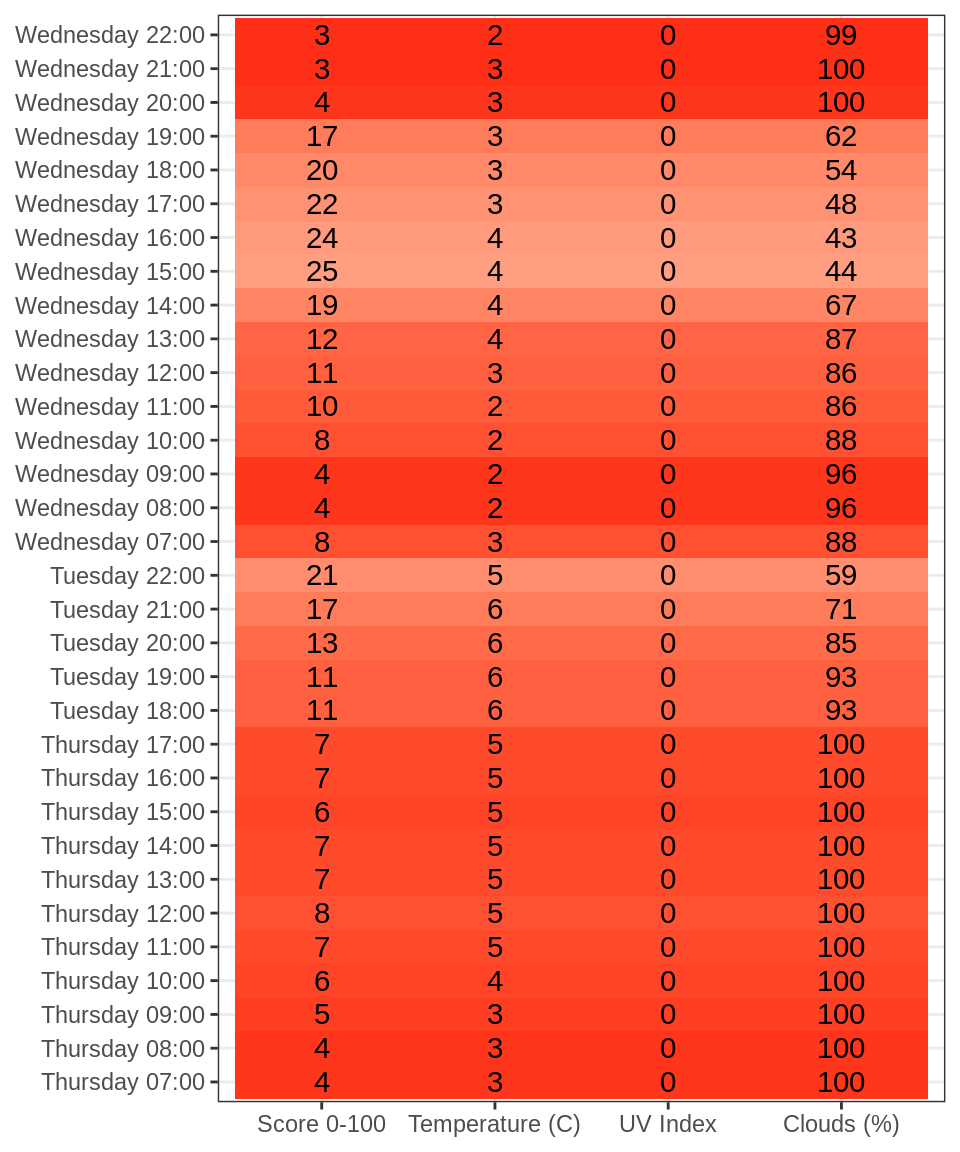 Wednesday 22:00 3 2 0 99
Wednesday 21:00 3 3 0 100
Wednesday 20:00 4 3 0 100
Wednesday 19:00 17 3 0 62
Wednesday 18:00 20 3 0 54
Wednesday 17:00 22 3 0 48
Wednesday 16:00 24 4 0 43
Wednesday 15:00 25 4 0 44
Wednesday 14:00 19 4 0 67
Wednesday 13:00 12 4 0 87
Wednesday 12:00 11 3 0 86
Wednesday 11:00 10 2 0 86
Wednesday 10:00 8 2 0 88
Wednesday 09:00 4 2 0 96
Wednesday 08:00 4 2 0 96
Wednesday 07:00 8 3 0 88
Tuesday 22:00 21 5 0 59
Tuesday 21:00 17 6 0 71
Tuesday 20:00 13 6 0 85
Tuesday 19:00 11 6 0 93
Tuesday 18:00 11 6 0 93
Thursday 17:00 7 5 0 100
Thursday 16:00 7 5 0 100
Thursday 15:00 6 5 0 100
Thursday 14:00 7 5 0 100
Thursday 13:00 7 5 0 100
Thursday 12:00 8 5 0 100
Thursday 11:00 7 5 0 100
Thursday 10:00 6 4 0 100
Thursday 09:00 5 3 0 100
Thursday 08:00 4 3 0 100
Thursday 07:00 4 3 0 100
Score 0-100 Temperature (C) UV Index Clouds (%)